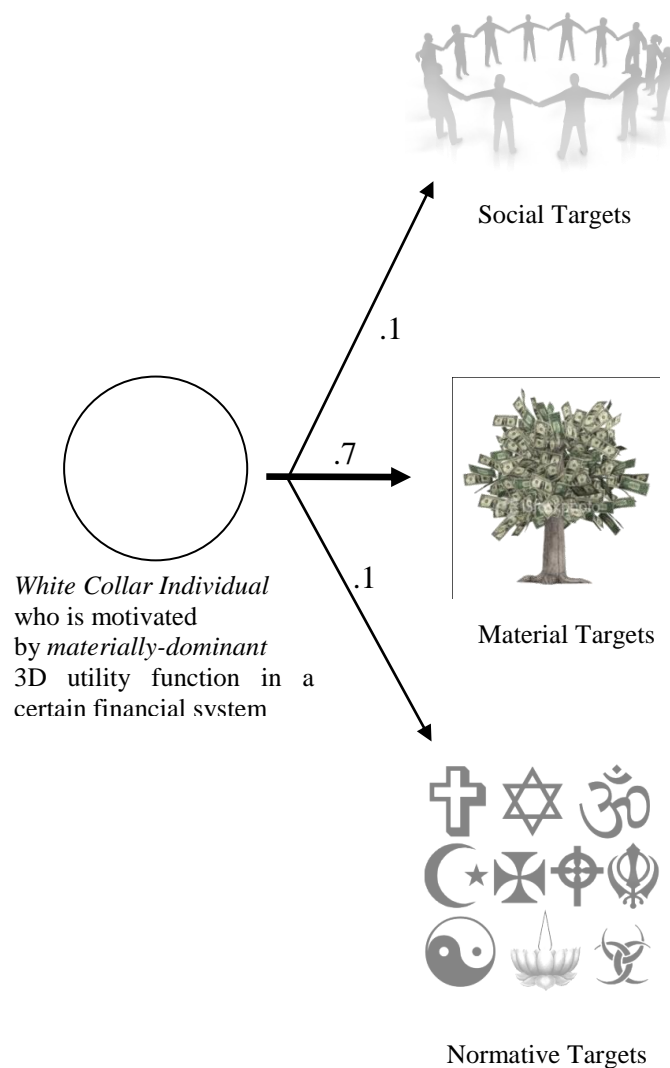 Social Targets
.1
.7
.1
White Collar Individual
who is motivated
by materially-dominant
3D utility function in a
certain financial system
Material Targets
Normative Targets